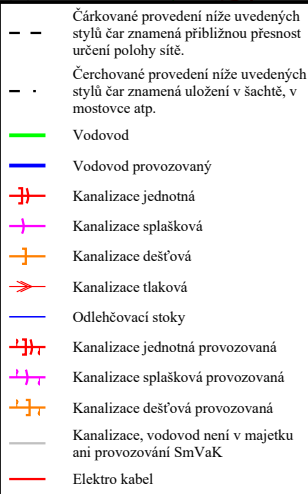 Čárkované provedení níže uvedených
stylů čar znamená přibližnou přesnost
určení polohy sítě.
Čerchované provedení níže uvedených
stylů čar znamená uložení v šachtě, v
mostovce atp.
Vodovod
Vodovod provozovaný
Kanalizace jednotná
Kanalizace splašková
Kanalizace dešťová
Kanalizace tlaková
Odlehčovací stoky
Kanalizace jednotná provozovaná
Kanalizace splašková provozovaná
Kanalizace dešťová provozovaná
Kanalizace, vodovod není v majetku
ani provozování SmVaK
Elektro kabel